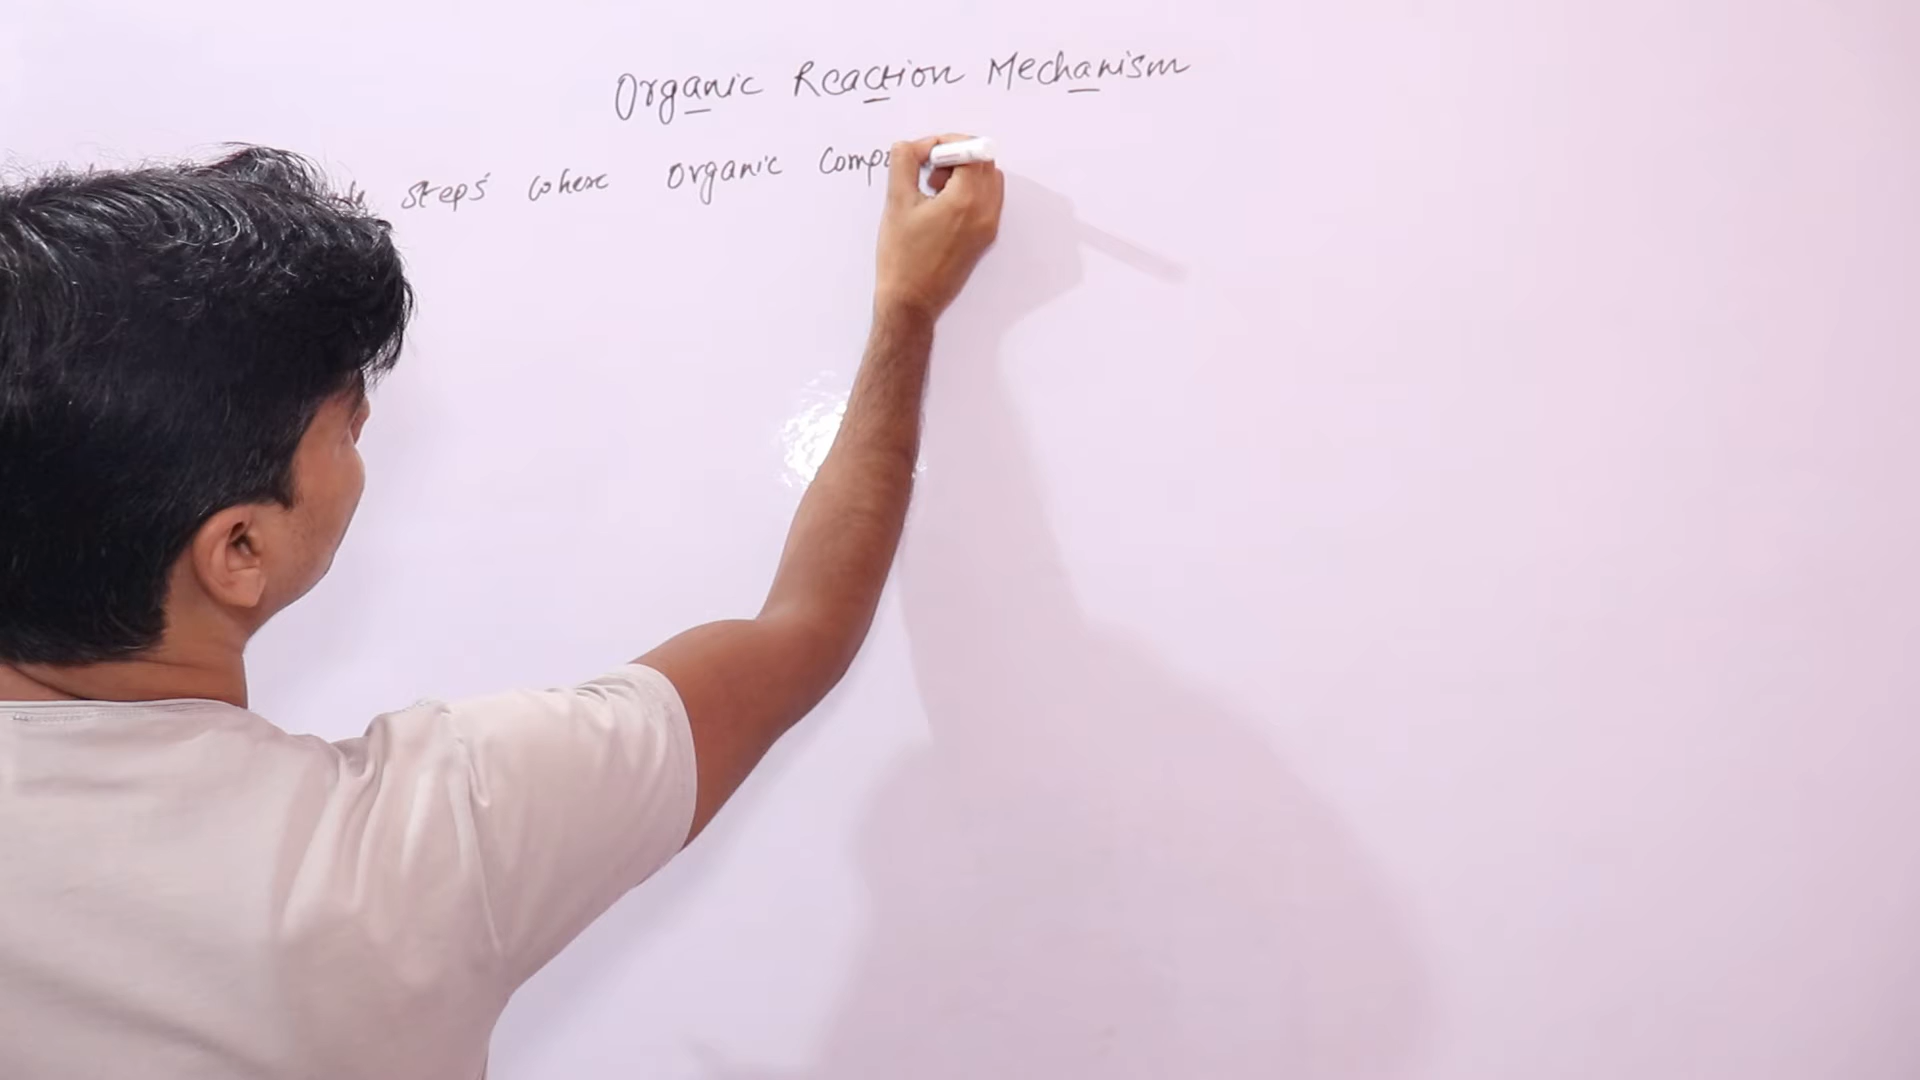 Organic Reaction Mechanism
steps where organic comp